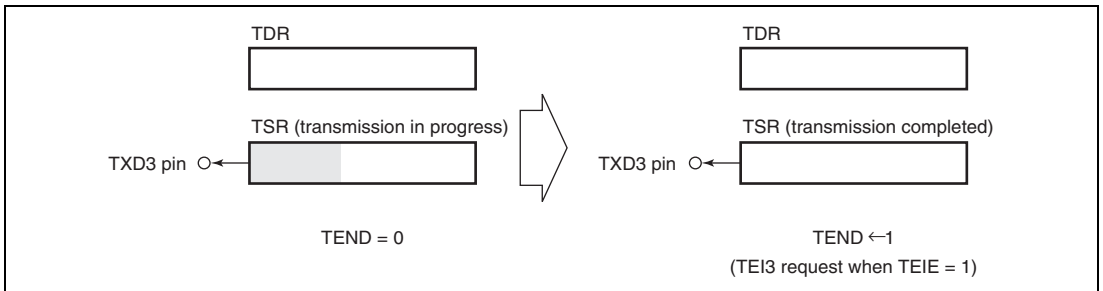 TDR
TSR (transmission in progress)
TXD3 pin
TEND = 0
TDR
TSR (transmission completed)
TXD3 pin
TEND ←1
(TEI3 request when TEIE = 1)